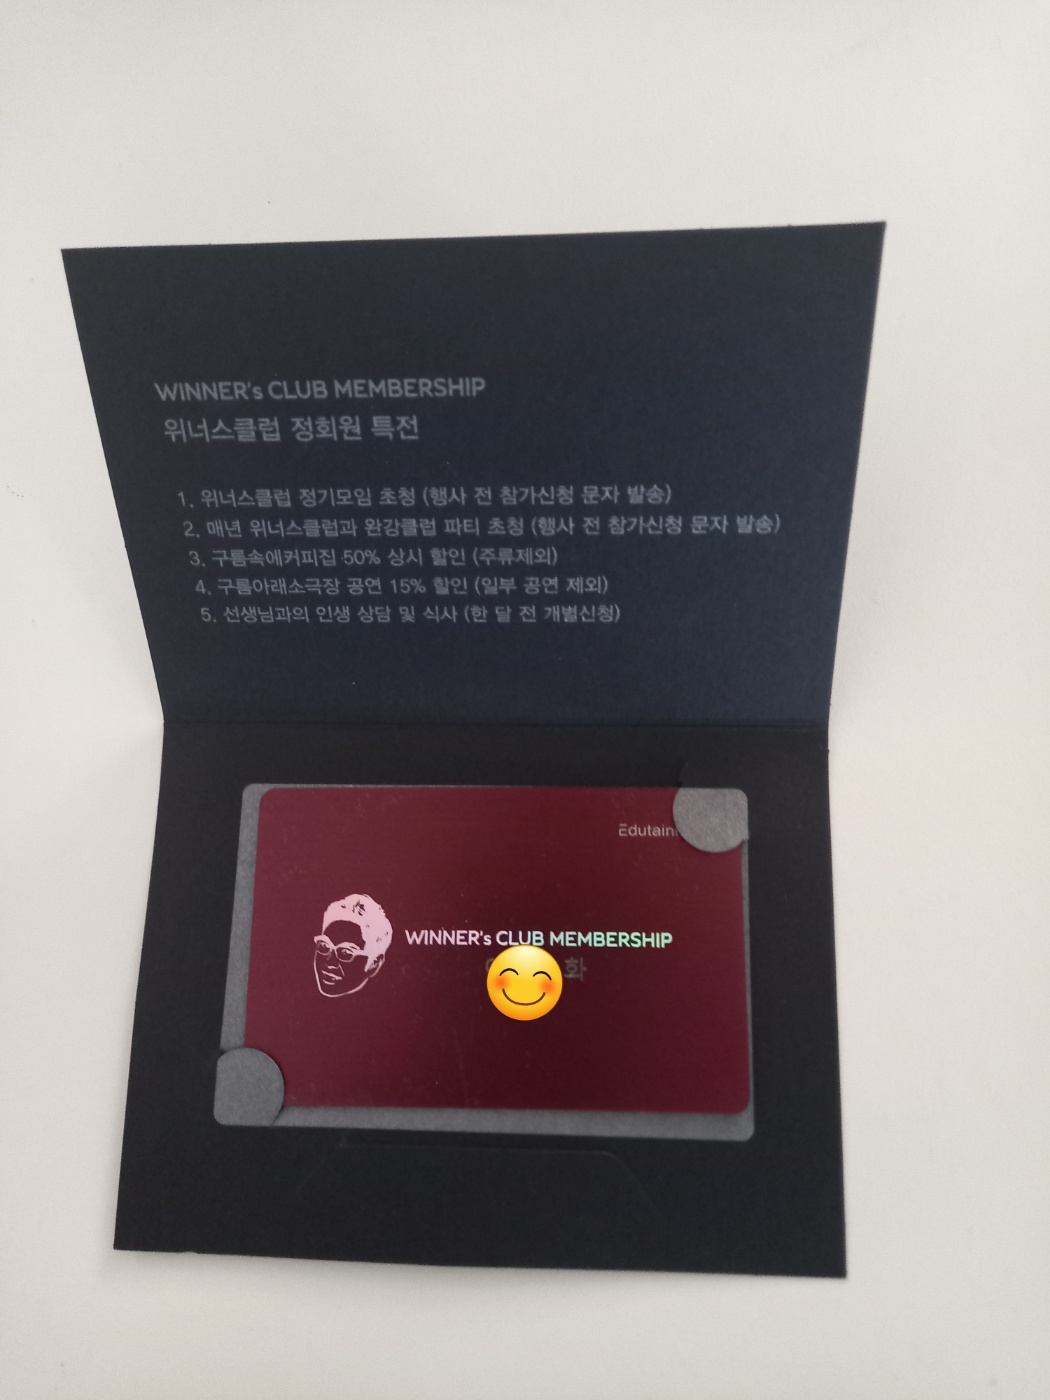 WINNER's CLUB MEMBERSHIP
위너스클럽 정회원 특전
1. 위너스클럽 정기모임 초청 (행사 전 참가신청 문자 발송)
2. 매년 위너스클럽과 완강클럽 파티 초청 (행사 전 참가신청 문자 발송)
3. 구름속에커피집 50% 상시 할인 (주류제외)
4. 구름아래소극장 공연 15% 할인 (일부 공연 제외)
5. 선생님과의 인생 상담 및 식사 (한 달 전 개별신청)
WINNER's CLUB MEMBERSHIP
화